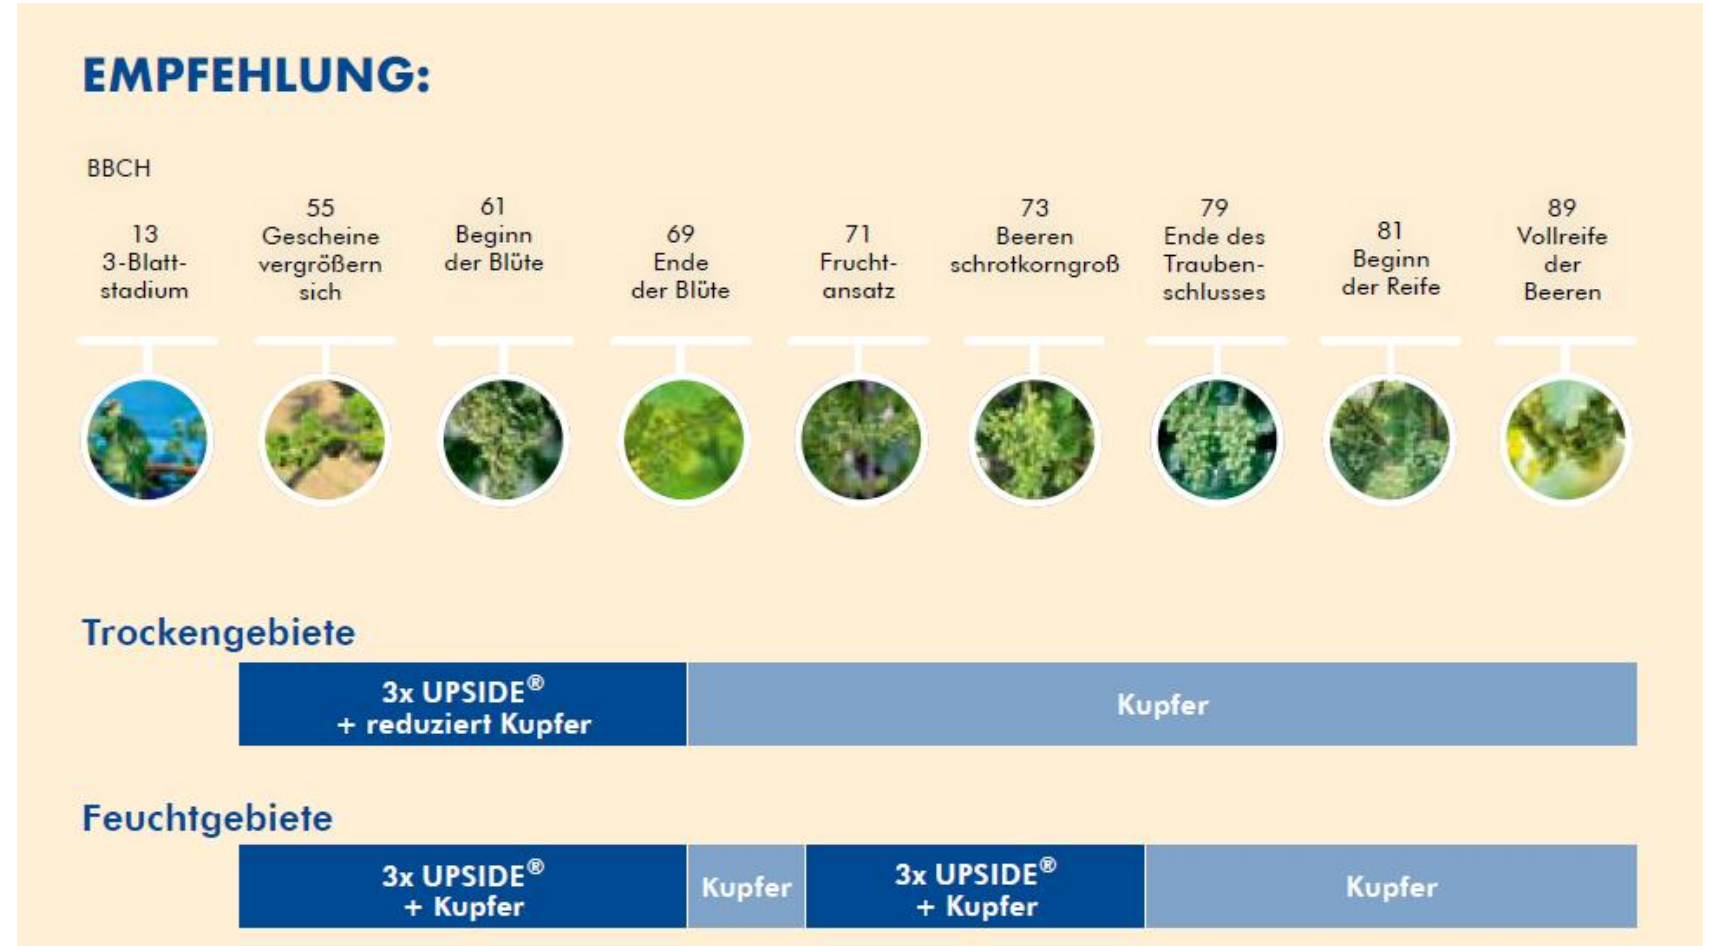 EMPFEHLUNG:
BBCH
13
3-Blatt-
stadium
55
Gescheine
vergrößern
sich
61
Beginn
der Blüte
69
Ende
der Blüte
71
Frucht-
ansatz
73
Beeren
schrotkorngroß
79
Ende des
Trauben-
schlusses
81
Beginn
der Reife
89
Vollreife
der
Beeren
Trockengebiete
3x UPSIDE®
+ reduziert Kupfer
Kupfer
Feuchtgebiete
3x UPSIDE®
+ Kupfer
Kupfer
3x UPSIDE®
+ Kupfer
Kupfer